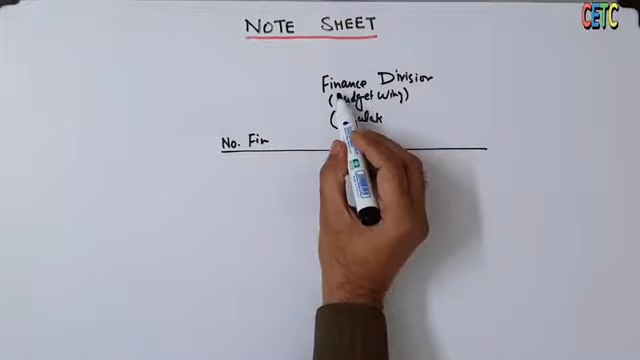 CETC
NOTE SHEET
Finance Division
(Budget Wing)
No. Fin